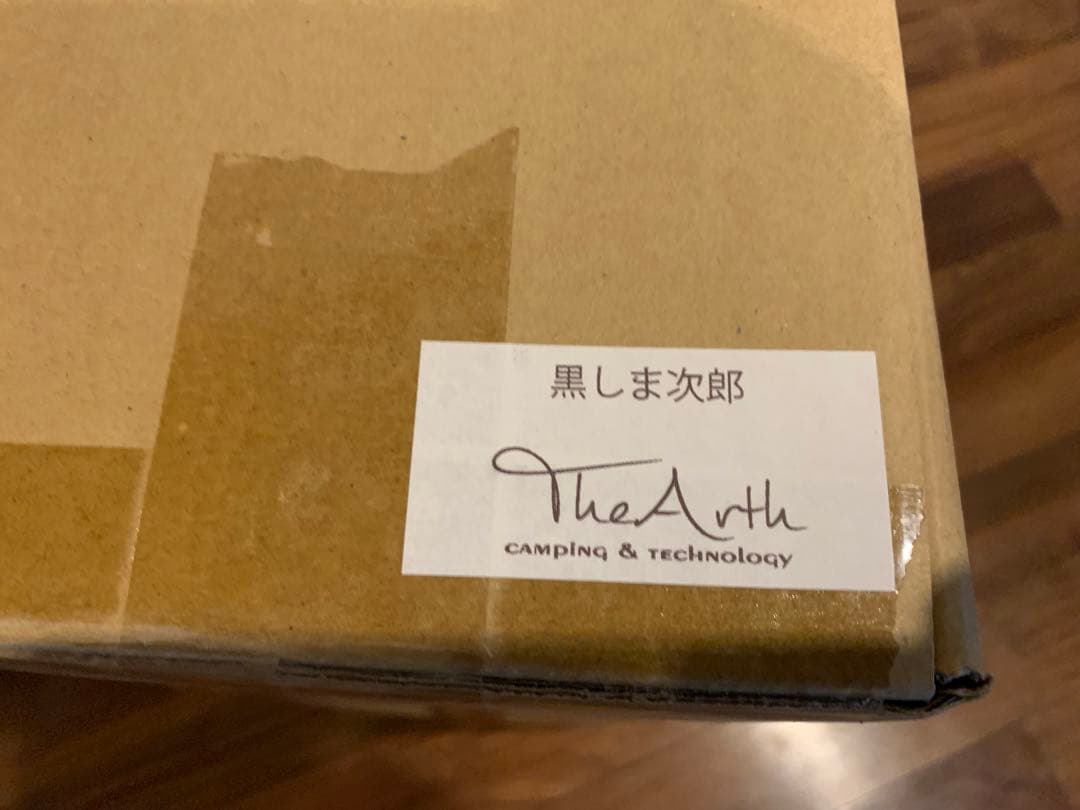 黒しま次郎
TheArth
CAMPING & TECHNOLOGY